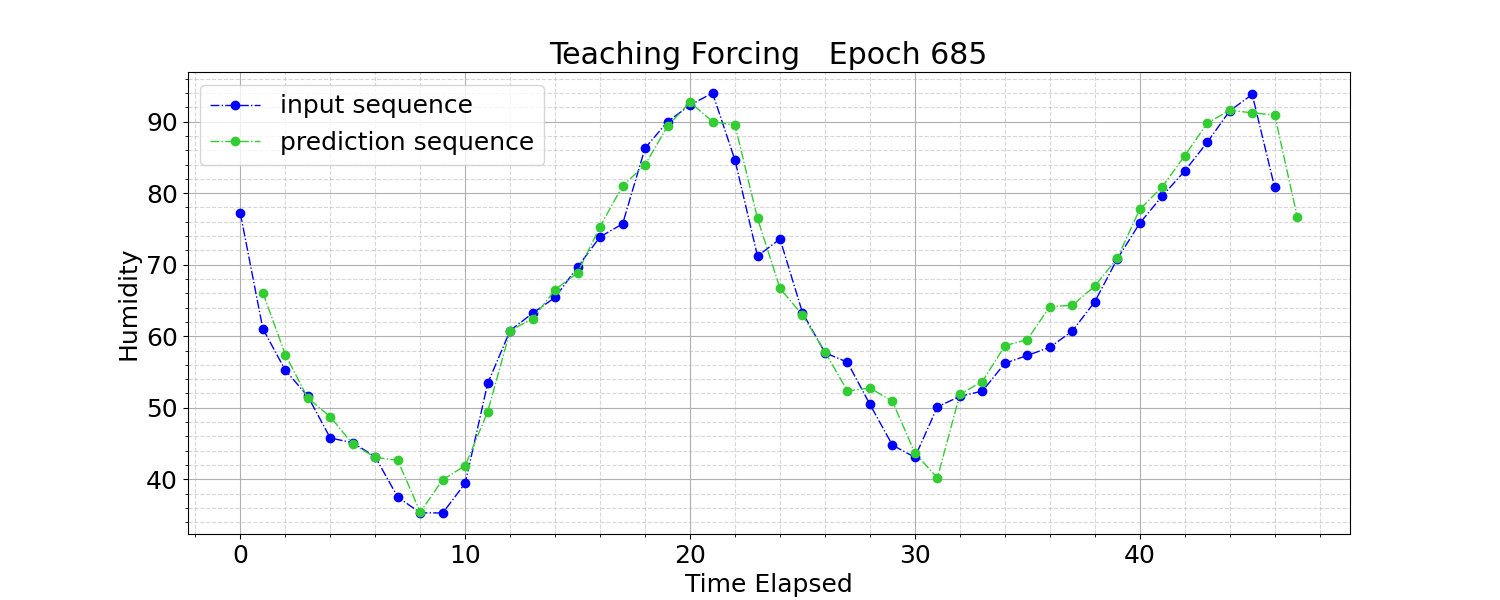 Teaching Forcing   Epoch 685
input sequence
prediction sequence
Humidity
90
80
70
60
50
40
0 10 20 30 40
Time Elapsed